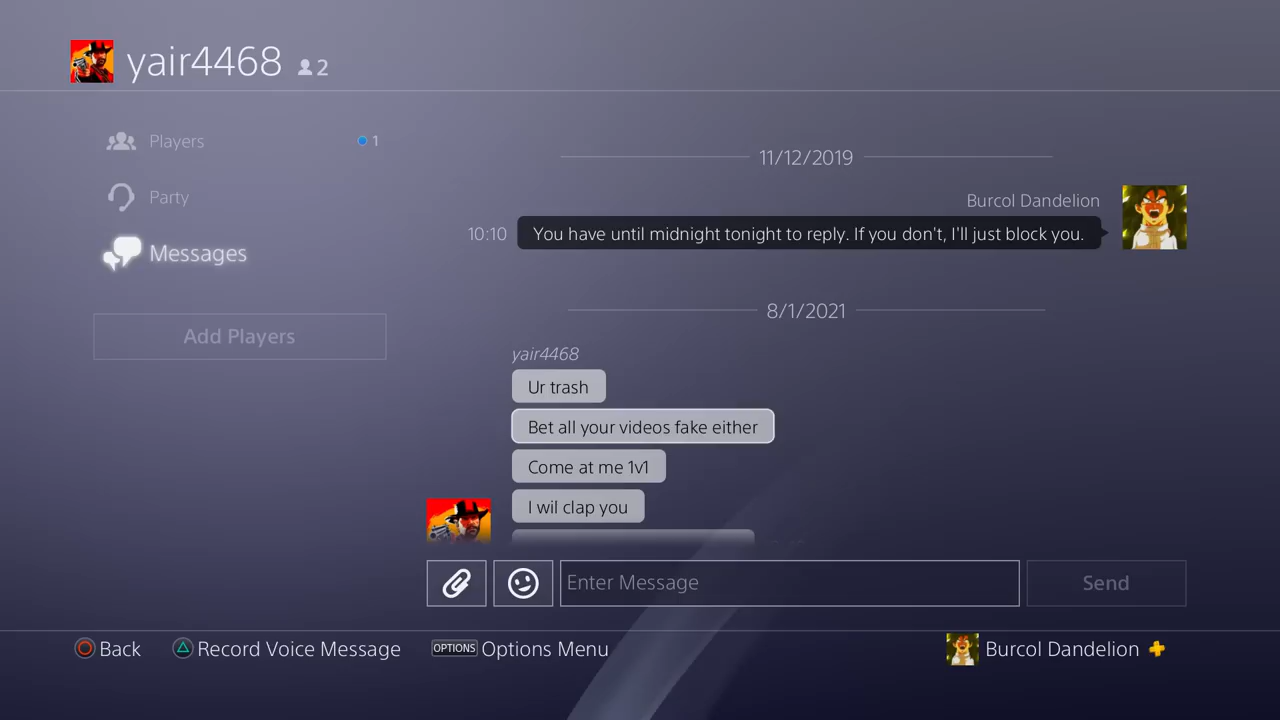 yair4468 2
Players 1
Party
Messages
Add Players
11/12/2019
Burcol Dandelion
10:10 You have until midnight tonight to reply. If you don't, I'll just block you.
8/1/2021
yair4468
Ur trash
Bet all your videos fake either
Come at me 1v1
I wil clap you
Enter Message
Send
Back
Record Voice Message
OPTIONS Options Menu
Burcol Dandelion